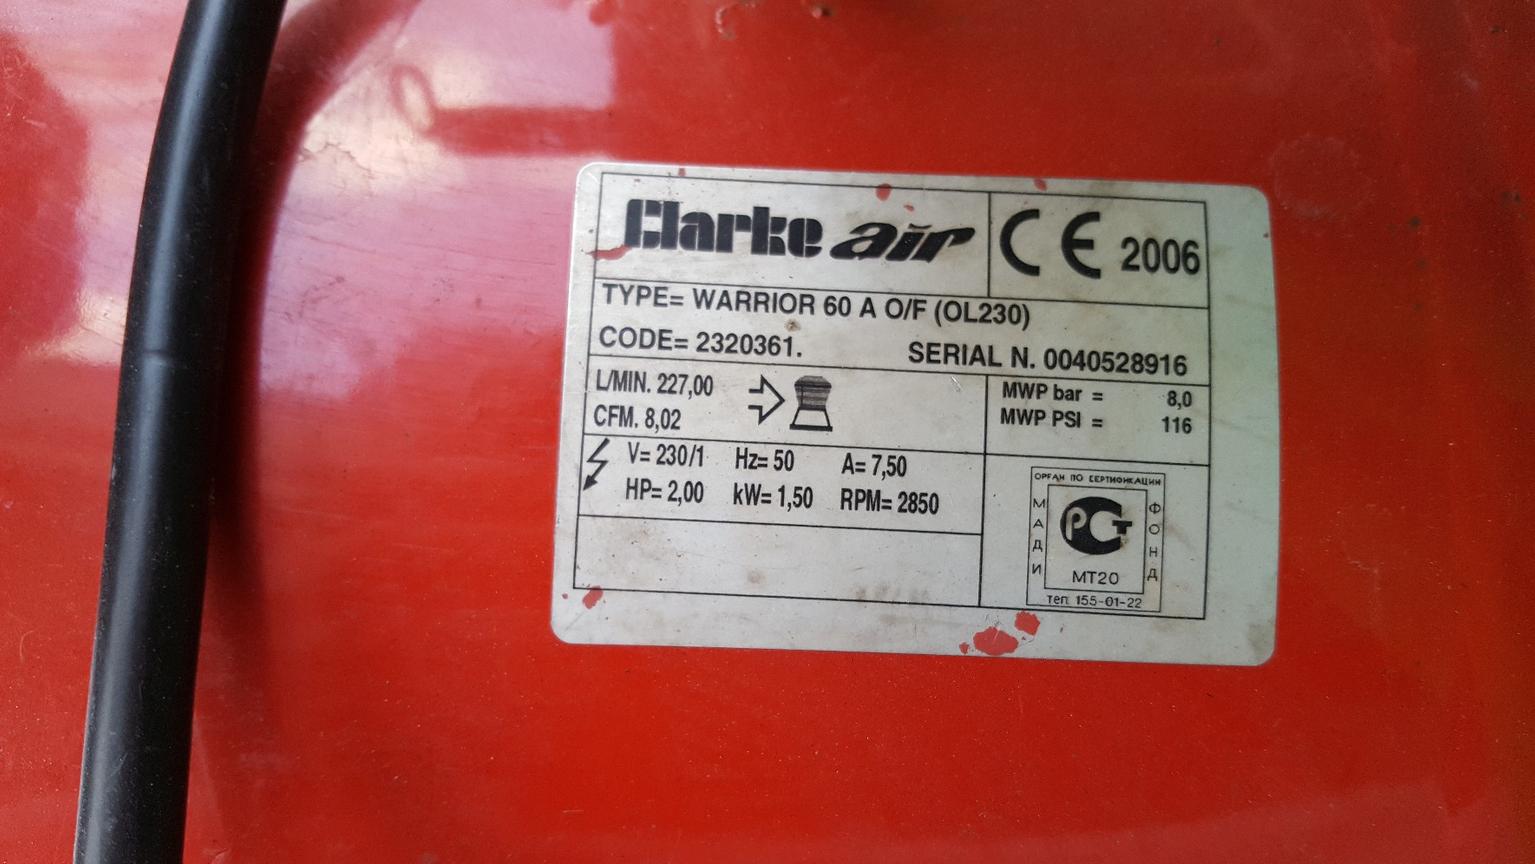 Clarke air
CE 2006
TYPE= WARRIOR 60 A O/F (OL230)
CODE= 2320361. SERIAL N. 0040528916
L/MIN. 227,00
CFM. 8,02
MWP bar = 8,0
MWP PSI = 116
V= 230/1 Hz= 50 A= 7,50
HP= 2,00 kW= 1,50 RPM= 2850
ОРГАН ПО СЕРТИФИКАЦИИ
МАДИ
ФОНД
РСТ
МТ20
тел. 155-01-22